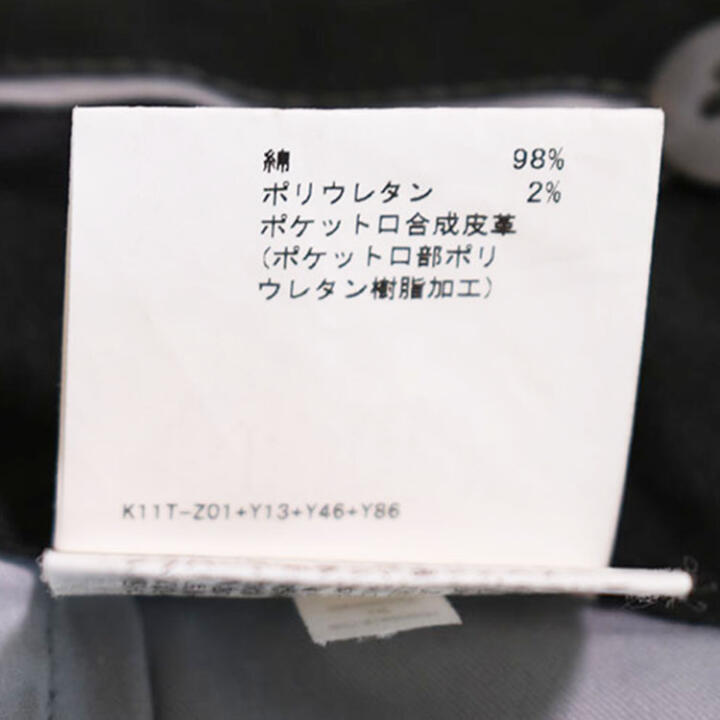 綿 98%
ポリウレタン 2%
ポケット口合成皮革
(ポケット口部ポリ
ウレタン樹脂加工)
K11T-Z01+Y13+Y46+Y86